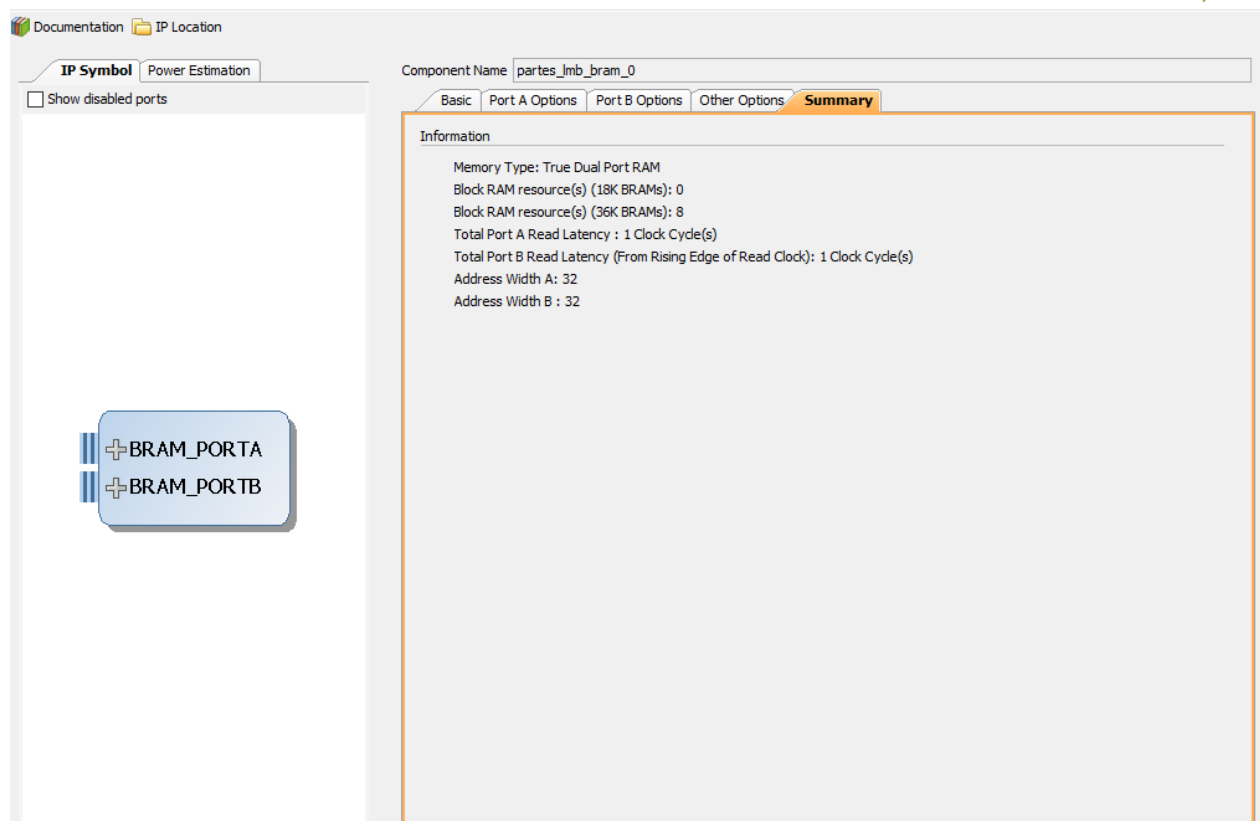 Documentation IP Location
IP Symbol Power Estimation
Show disabled ports
BRAM_PORTA
BRAM_PORTB
Component Name partes_lmb_bram_0
Basic Port A Options Port B Options Other Options Summary
Information
Memory Type: True Dual Port RAM
Block RAM resource(s) (18K BRAMs): 0
Block RAM resource(s) (36K BRAMs): 8
Total Port A Read Latency : 1 Clock Cycle(s)
Total Port B Read Latency (From Rising Edge of Read Clock): 1 Clock Cycle(s)
Address Width A: 32
Address Width B : 32